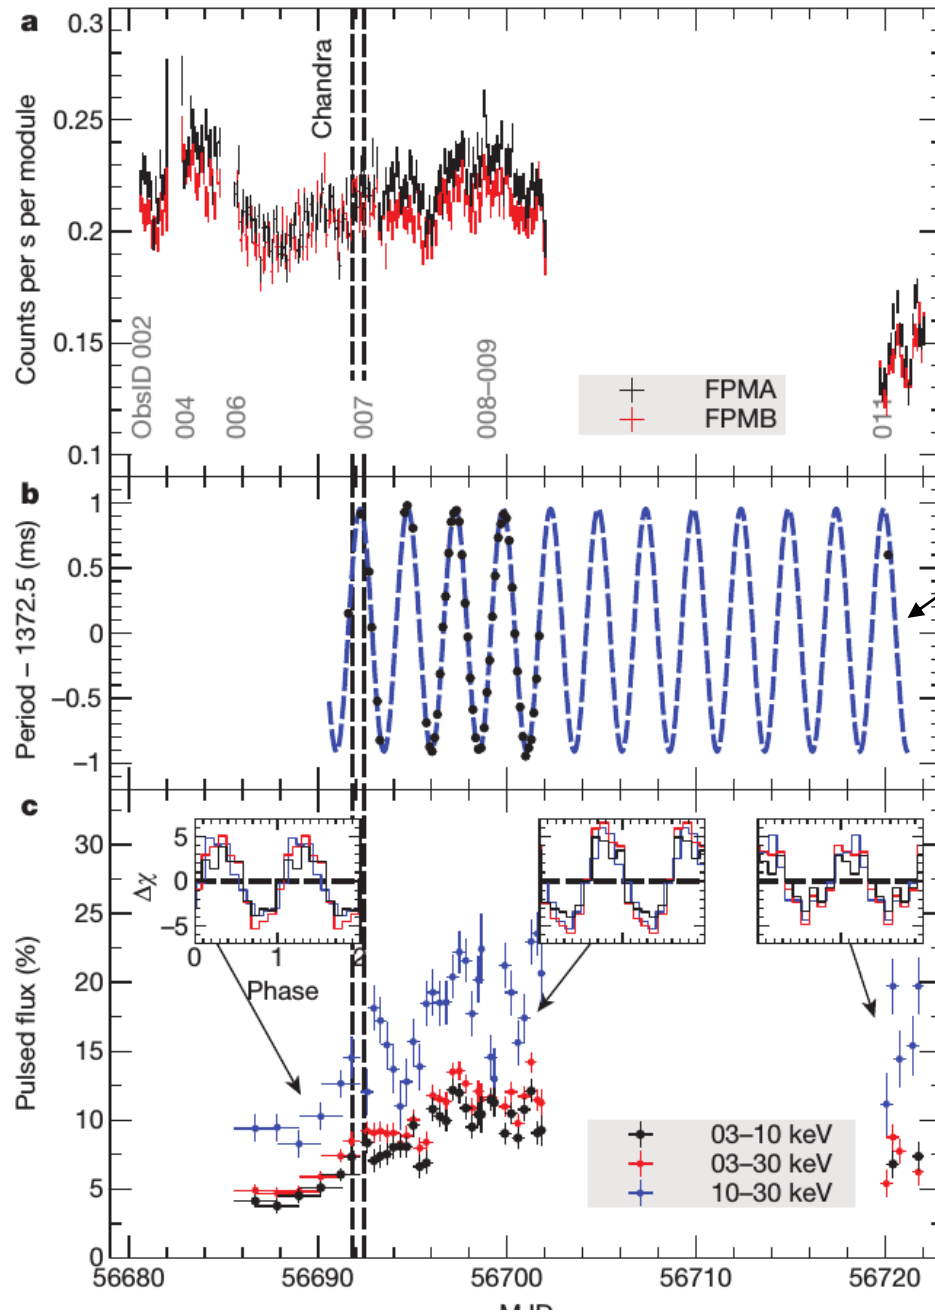 a
0.3
0.25
0.2
0.15
0.1
Counts per s per module
Chandra
ObsID 002
004
006
007
008–009
011
FPMA
FPMB
b
1
0.5
0
−0.5
−1
Period − 1372.5 (ms)
c
30
25
20
15
10
5
0
Pulsed flux (%)
5
0
−5
Δχ
0
1
2
Phase
03–10 keV
03–30 keV
10–30 keV
56680
56690
56700
56710
56720
MJD